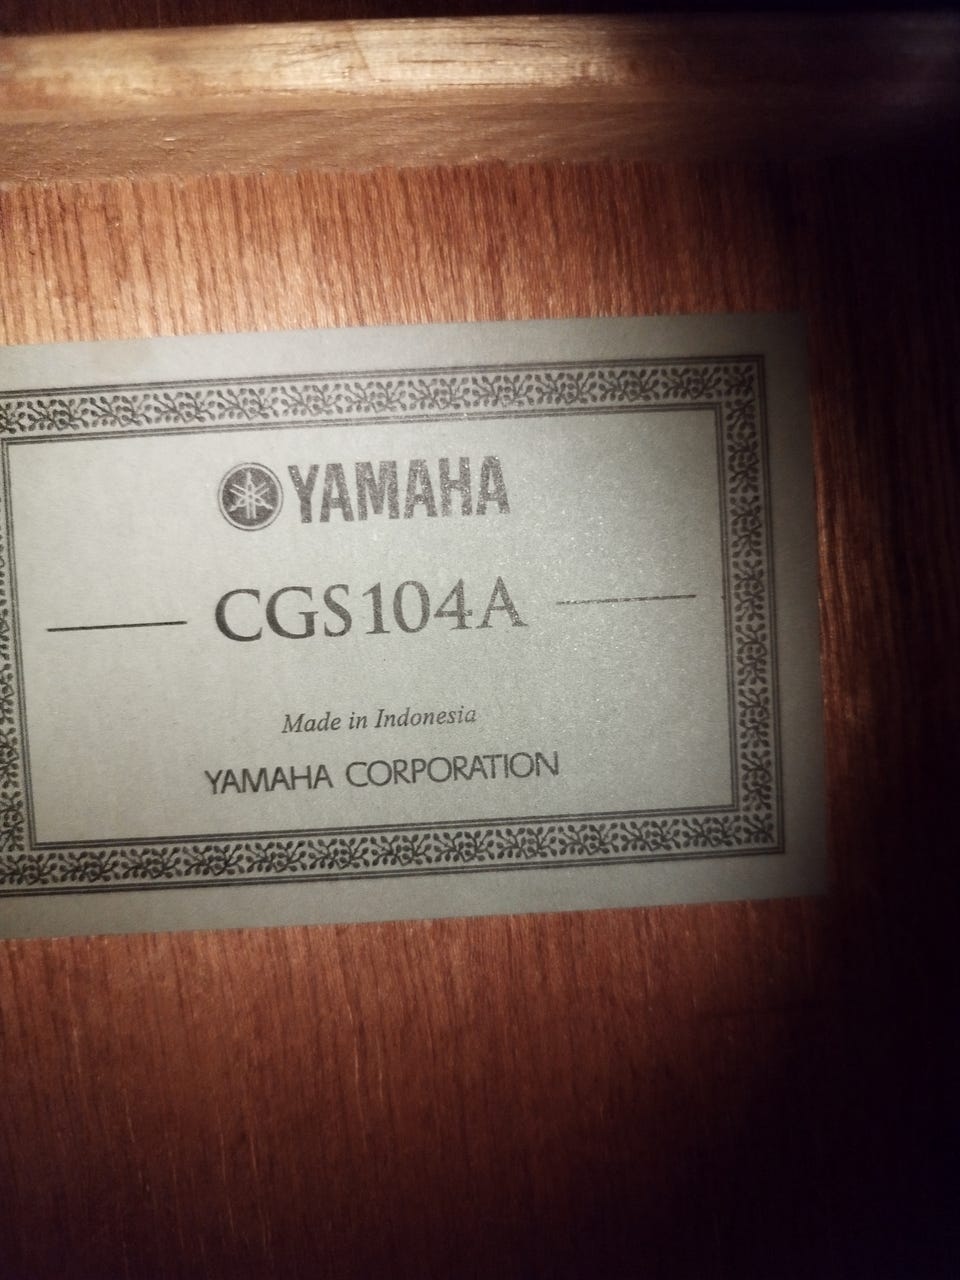 YAMAHA
CGS104A
Made in Indonesia
YAMAHA CORPORATION